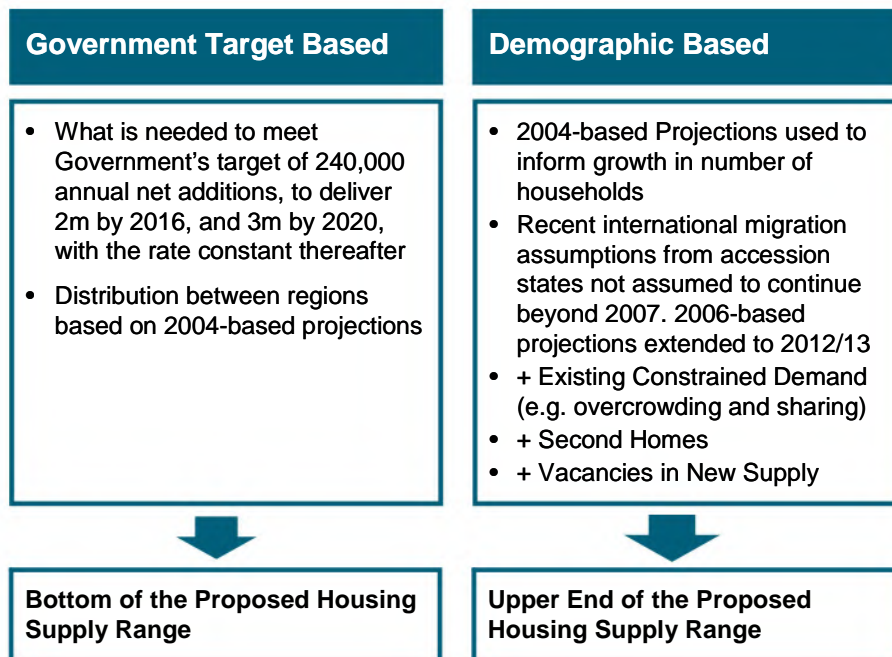 Government Target Based
• What is needed to meet
Government's target of 240,000
annual net additions, to deliver
2m by 2016, and 3m by 2020,
with the rate constant thereafter
• Distribution between regions
based on 2004-based projections
Bottom of the Proposed Housing
Supply Range
Demographic Based
• 2004-based Projections used to
inform growth in number of
households
• Recent international migration
assumptions from accession
states not assumed to continue
beyond 2007. 2006-based
projections extended to 2012/13
• + Existing Constrained Demand
(e.g. overcrowding and sharing)
• + Second Homes
• + Vacancies in New Supply
Upper End of the Proposed
Housing Supply Range